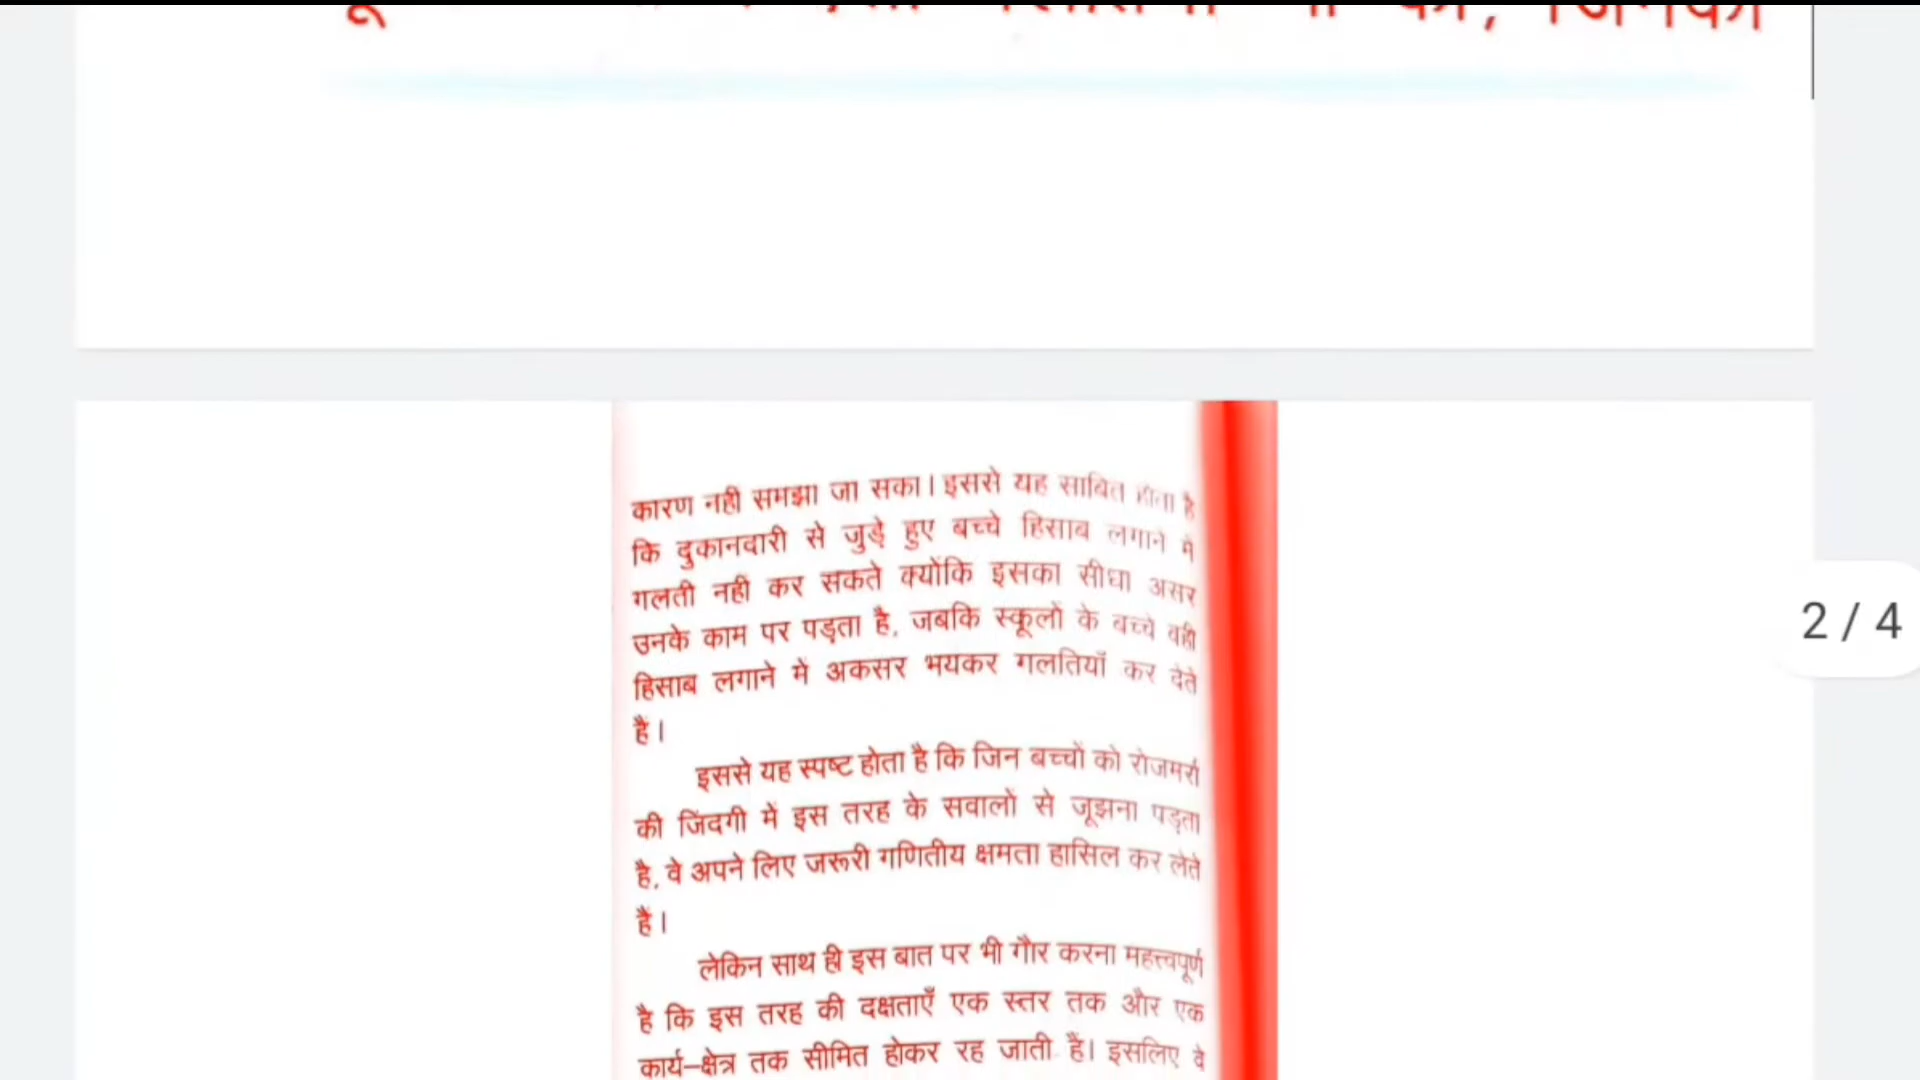 की, जिनका
कारण नही समझा जा सका। इससे यह साबित होता है
कि दुकानदारी से जुड़े हुए बच्चे हिसाब लगाने मे
गलती नही कर सकते क्योंकि इसका सीधा असर
उनके काम पर पड़ता है, जबकि स्कूलों के बच्चे वही
हिसाब लगाने मे अकसर भयकर गलतियाँ कर देते
है।
इससे यह स्पष्ट होता है कि जिन बच्चों को रोजमर्रा
की जिंदगी में इस तरह के सवालों से जूझना पड़ता
है, वे अपने लिए जरूरी गणितीय क्षमता हासिल कर लेते
है।
लेकिन साथ ही इस बात पर भी गौर करना महत्त्वपूर्ण
है कि इस तरह की दक्षताएँ एक स्तर तक और एक
कार्य–क्षेत्र तक सीमित होकर रह जाती है। इसलिए वे
2 / 4